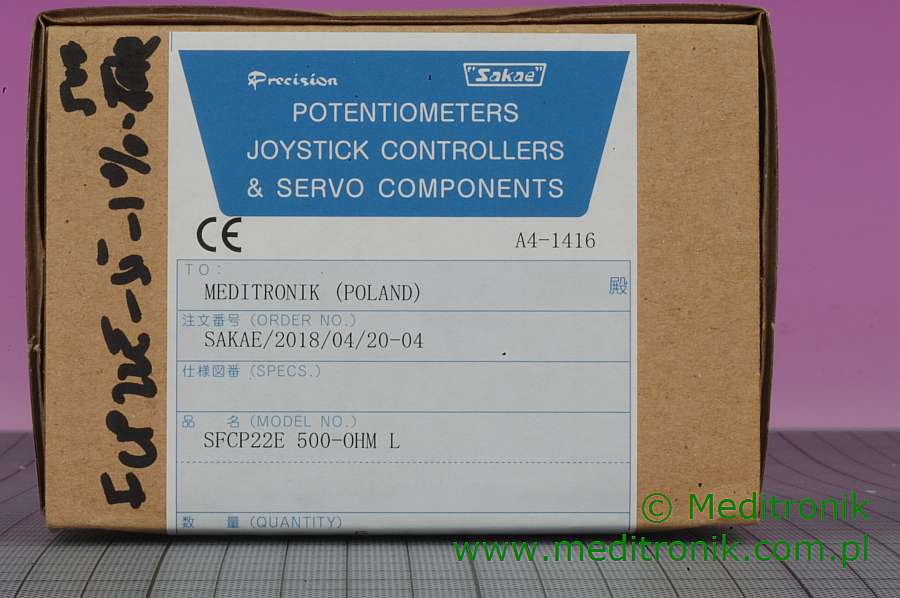 Precision "Sakae"
POTENTIOMETERS
JOYSTICK CONTROLLERS
& SERVO COMPONENTS
CE A4-1416
TO:
MEDITRONIK (POLAND) 殿
注文番号 (ORDER NO.)
SAKAE/2018/04/20-04
仕様図番 (SPECS.)
品 名 (MODEL NO.)
SFCP22E 500-OHM L
数 量 (QUANTITY)
© Meditronik
www.meditronik.com.pl